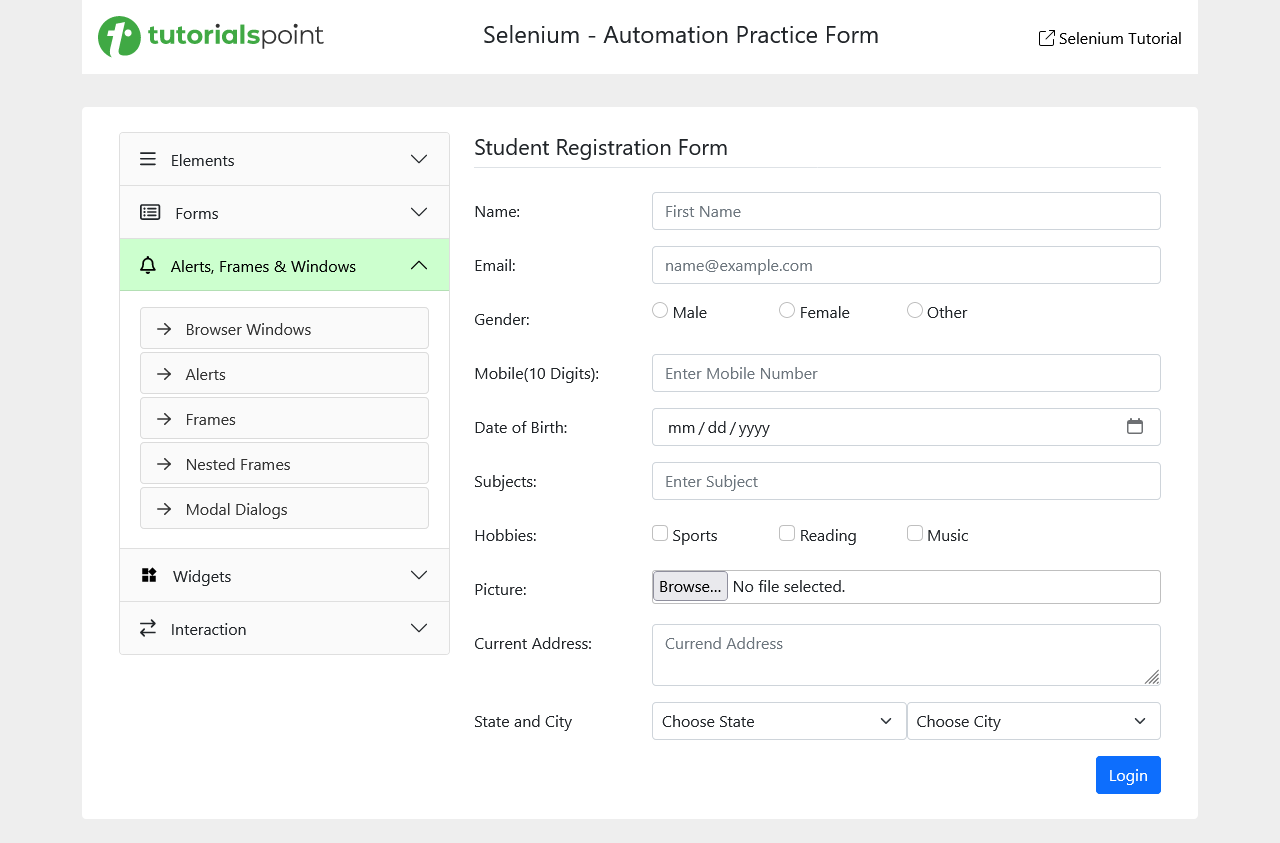 tutorialspoint
Selenium - Automation Practice Form
Selenium Tutorial
Elements
Forms
Alerts, Frames & Windows
Browser Windows
Alerts
Frames
Nested Frames
Modal Dialogs
Widgets
Interaction
Student Registration Form
Name: First Name
Email: name@example.com
Gender: Male Female Other
Mobile(10 Digits): Enter Mobile Number
Date of Birth: mm/dd/yyyy
Subjects: Enter Subject
Hobbies: Sports Reading Music
Picture: Browse... No file selected.
Current Address: Currend Address
State and City Choose State Choose City
Login